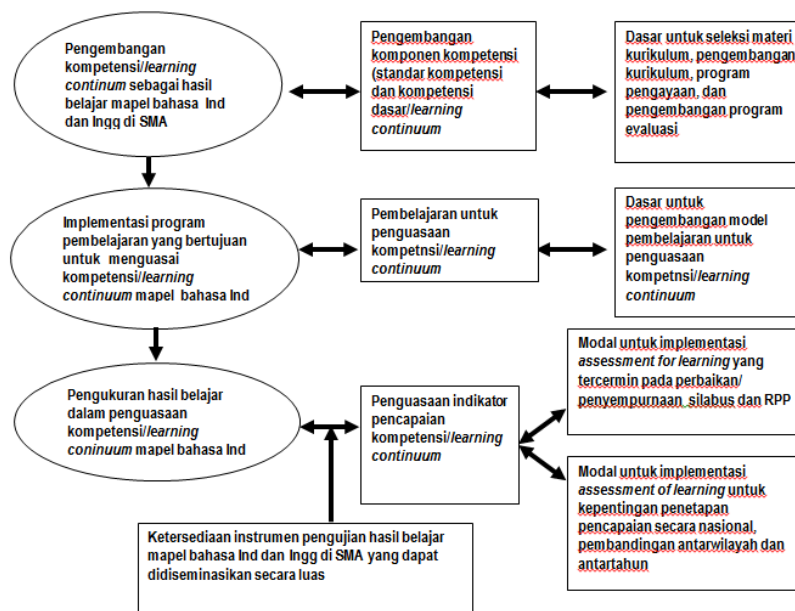 Pengembangan
kompetensi/learning
continum sebagai hasil
belajar mapel bahasa Ind
dan Ingg di SMA
Pengembangan
komponen kompetensi
(standar kompetensi
dan kompetensi
dasar/learning
continuum
Dasar untuk seleksi materi
kurikulum, pengembangan
kurikulum, program
pengayaan, dan
pengembangan program
evaluasi
Implementasi program
pembelajaran yang bertujuan
untuk menguasai
kompetensi/learning
continuum mapel bahasa Ind
Pembelajaran untuk
penguasaan
kompetnsi/learning
continuum
Dasar untuk
pengembangan model
pembelajaran untuk
penguasaan
kompetnsi/learning
continuum
Pengukuran hasil belajar
dalam penguasaan
kompetensi/learning
coninuum mapel bahasa Ind
Penguasaan indikator
pencapaian
kompetensi/learning
continuum
Modal untuk implementasi
assessment for learning yang
tercermin pada perbaikan/
penyempurnaan silabus dan RPP
Modal untuk implementasi
assessment of learning untuk
kepentingan penetapan
pencapaian secara nasional,
pembandingan antarwilayah dan
antartahun
Ketersediaan instrumen pengujian hasil belajar
mapel bahasa Ind dan Ingg di SMA yang dapat
didiseminasikan secara luas